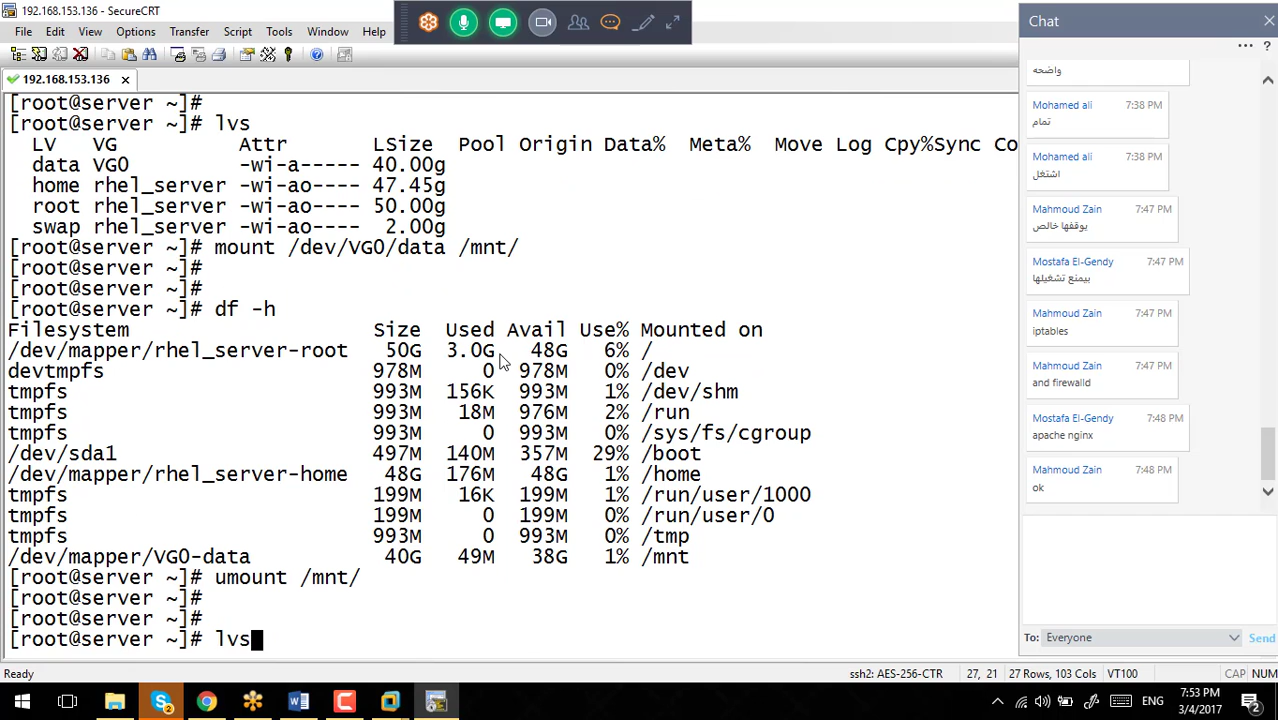 192.168.153.136 - SecureCRT
File Edit View Options Transfer Script Tools Window Help
192.168.153.136
[root@server ~]#
[root@server ~]# lvs
LV VG Attr LSize Pool Origin Data% Meta% Move Log Cpy%Sync Co
data VG0 -wi-a----- 40.00g
home rhel_server -wi-ao---- 47.45g
root rhel_server -wi-ao---- 50.00g
swap rhel_server -wi-ao---- 2.00g
[root@server ~]# mount /dev/VG0/data /mnt/
[root@server ~]#
[root@server ~]#
[root@server ~]# df -h
Filesystem Size Used Avail Use% Mounted on
/dev/mapper/rhel_server-root 50G 3.0G 48G 6% /
devtmpfs 978M 0 978M 0% /dev
tmpfs 993M 156K 993M 1% /dev/shm
tmpfs 993M 18M 976M 2% /run
tmpfs 993M 0 993M 0% /sys/fs/cgroup
/dev/sda1 497M 140M 357M 29% /boot
/dev/mapper/rhel_server-home 48G 176M 48G 1% /home
tmpfs 199M 16K 199M 1% /run/user/1000
tmpfs 199M 0 199M 0% /run/user/0
tmpfs 993M 0 993M 0% /tmp
/dev/mapper/VG0-data 40G 49M 38G 1% /mnt
[root@server ~]# umount /mnt/
[root@server ~]#
[root@server ~]#
[root@server ~]# lvs
Ready ssh2: AES-256-CTR 27, 21 27 Rows, 103 Cols VT100 CAP NUM
Chat
واضحه
Mohamed ali 7:38 PM
تمام
Mohamed ali 7:38 PM
اشتغل
Mahmoud Zain 7:47 PM
يوقفها خالص
Mostafa El-Gendy 7:47 PM
بيمنع تشغيلها
Mahmoud Zain 7:47 PM
iptables
Mahmoud Zain 7:47 PM
and firewalld
Mostafa El-Gendy 7:48 PM
apache nginx
Mahmoud Zain 7:48 PM
ok
To: Everyone Send
ENG
7:53 PM
3/4/2017
2